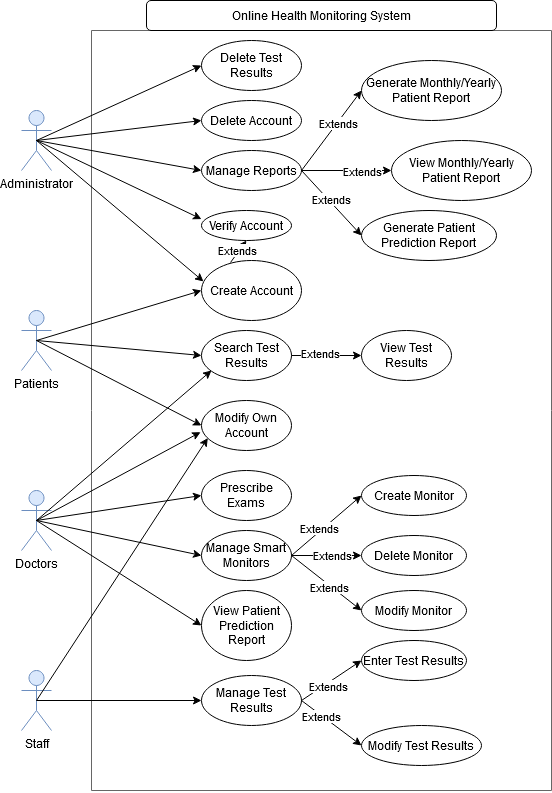 Online Health Monitoring System
Delete Test
Results
Generate Monthly/Yearly
Patient Report
Delete Account
Extends
Administrator
Manage Reports
Extends
View Monthly/Yearly
Patient Report
Extends
Verify Account
Generate Patient
Prediction Report
Extends
Create Account
Patients
Search Test
Results
Extends
View Test
Results
Modify Own
Account
Doctors
Prescribe
Exams
Create Monitor
Extends
Manage Smart
Monitors
Extends
Delete Monitor
Extends
View Patient
Prediction
Report
Modify Monitor
Enter Test Results
Staff
Manage Test
Results
Extends
Extends
Modify Test Results